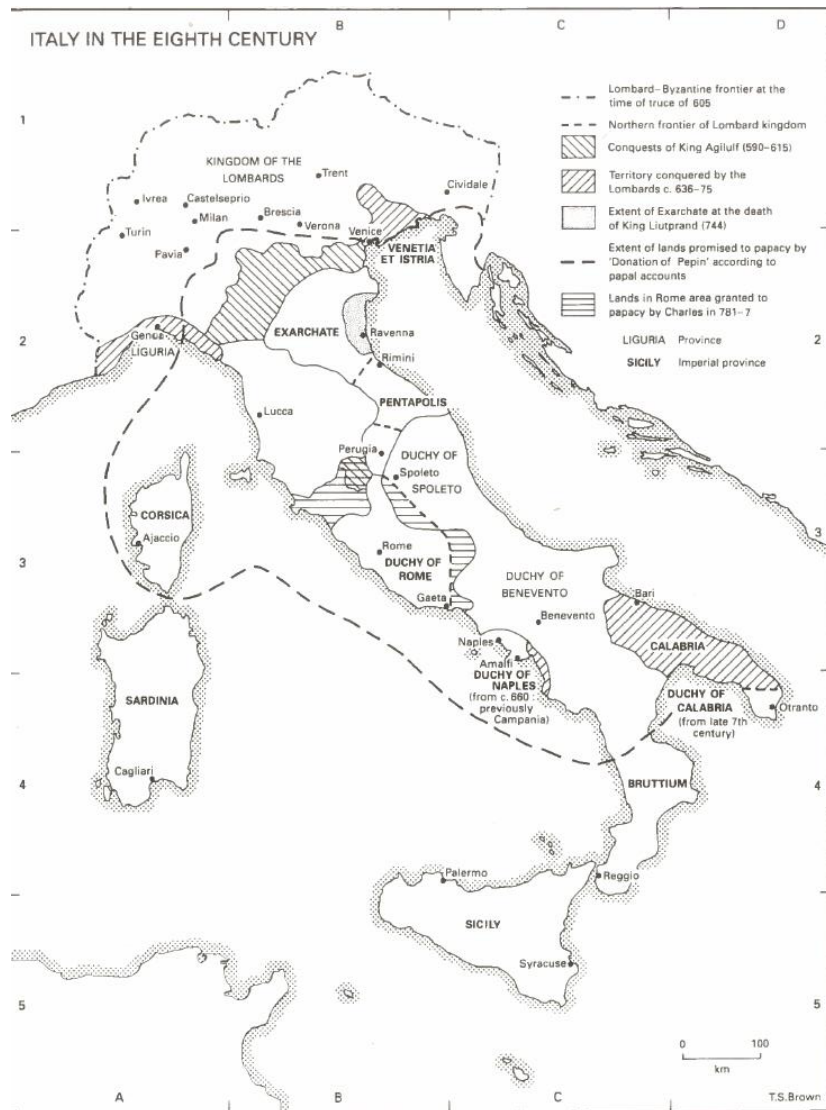 B
C
D
ITALY IN THE EIGHTH CENTURY
Lombard-Byzantine frontier at the
time of truce of 605
Northern frontier of Lombard kingdom
Conquests of King Agilulf (590-615)
Territory conquered by the
Lombards c. 636-75
Extent of Exarchate at the death
of King Liutprand (744)
Extent of lands promised to papacy by
'Donation of Pepin' according to
papal accounts
Lands in Rome area granted to
papacy by Charles in 781-7
LIGURIA Province
SICILY Imperial province
1
1
KINGDOM OF THE
LOMBARDS
Trent
Cividale
Ivrea
Castelseprio
Milan
Brescia
Verona
Turin
Pavia
Venice
VENETIA
ET ISTRIA
EXARCHATE
Ravenna
2
2
Genoa
LIGURIA
Rimini
PENTAPOLIS
Lucca
Perugia
DUCHY OF
Spoleto
SPOLETO
CORSICA
Ajaccio
3
3
Rome
DUCHY OF
ROME
Gaeta
DUCHY OF
BENEVENTO
Benevento
Bari
Naples
Amalfi
DUCHY OF
NAPLES
(from c. 660:
previously
Campania)
CALABRIA
DUCHY OF
CALABRIA
(from late 7th
century)
Otranto
SARDINIA
Cagliari
4
4
BRUTTIUM
Reggio
Palermo
SICILY
Syracuse
5
5
0 100
km
A
B
C
T.S.Brown